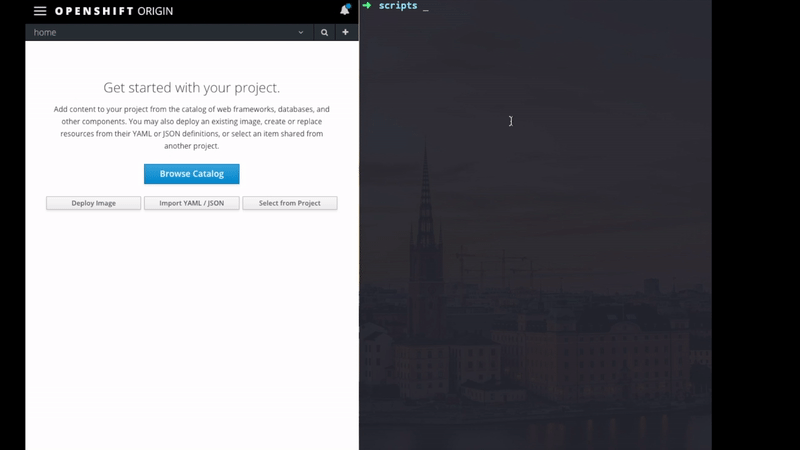 OPENSHIFT ORIGIN
home
Get started with your project.
Add content to your project from the catalog of web frameworks, databases, and
other components. You may also deploy an existing image, create or replace
resources from their YAML or JSON definitions, or select an item shared from
another project.
Browse Catalog
Deploy Image
Import YAML / JSON
Select from Project
➜ scripts _